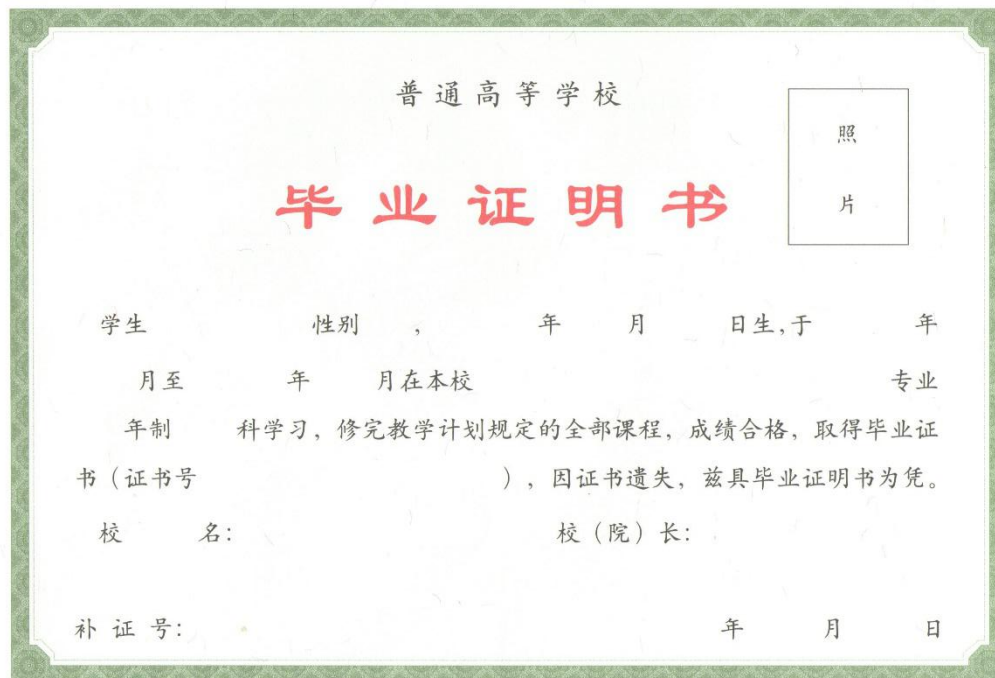 普通高等学校
照
片
毕业证明书
学生 性别 , 年 月 日生,于 年
月至 年 月在本校 专业
年制 科学习，修完教学计划规定的全部课程，成绩合格，取得毕业证
书（证书号 ），因证书遗失，兹具毕业证明书为凭。
校 名： 校（院）长：
补证号： 年 月 日